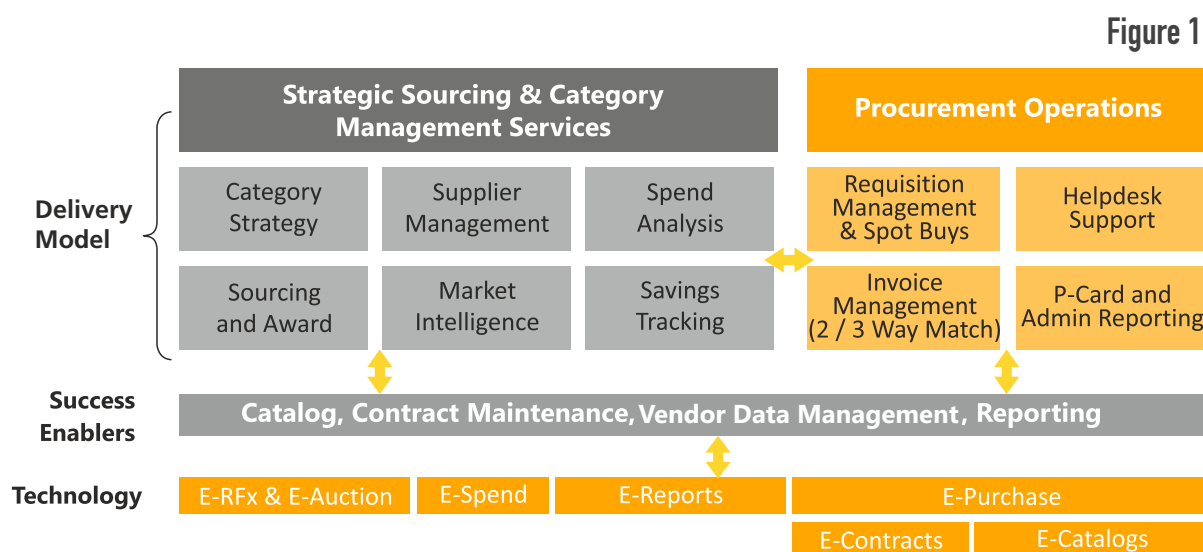 Figure 1
Strategic Sourcing & Category
Management Services
Procurement Operations
Delivery
Model
Category
Strategy
Supplier
Management
Spend
Analysis
Requisition
Management
& Spot Buys
Helpdesk
Support
Sourcing
and Award
Market
Intelligence
Savings
Tracking
Invoice
Management
(2 / 3 Way Match)
P-Card and
Admin Reporting
Success
Enablers
Catalog, Contract Maintenance, Vendor Data Management, Reporting
Technology
E-RFx & E-Auction
E-Spend
E-Reports
E-Purchase
E-Contracts
E-Catalogs